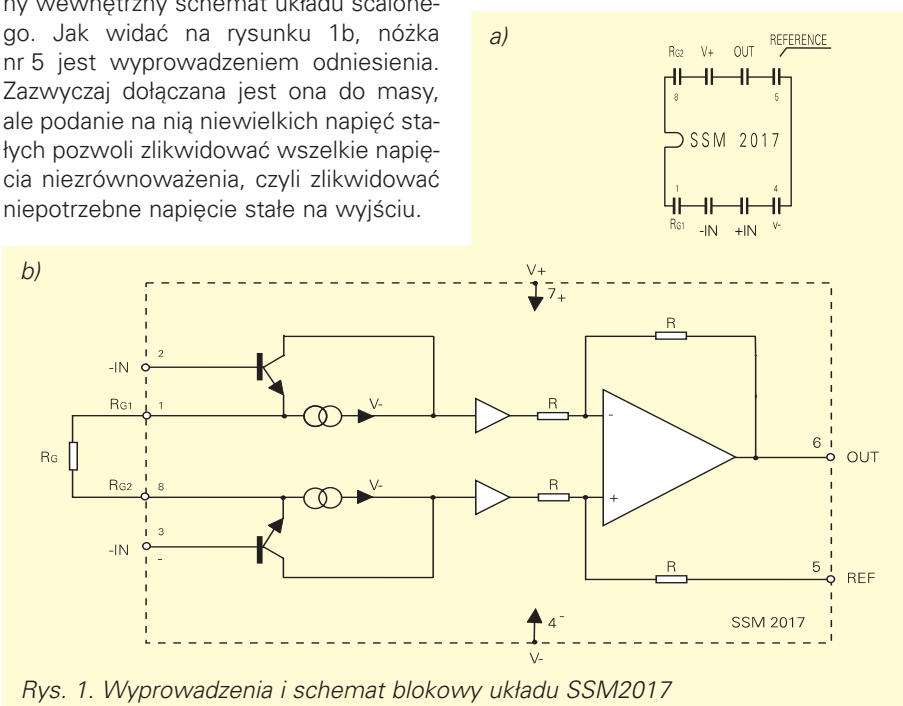 ny wewnętrzny schemat układu scalone-
go. Jak widać na rysunku 1b, nóżka
nr 5 jest wyprowadzeniem odniesienia.
Zazwyczaj dołączana jest ona do masy,
ale podanie na nią niewielkich napięć sta-
łych pozwoli zlikwidować wszelkie napię-
cia niezrównoważenia, czyli zlikwidować
niepotrzebne napięcie stałe na wyjściu.
a)
RG2 V+ OUT REFERENCE
8 5
SSM 2017
1 4
RG1 -IN +IN V-
b)
V+
7 +
R
2
-IN
RG1 1 V- R -
RG
6
OUT
RG2 8 V- R +
3
-IN
-
R 5
REF
4 -
SSM 2017
V-
Rys. 1. Wyprowadzenia i schemat blokowy układu SSM2017